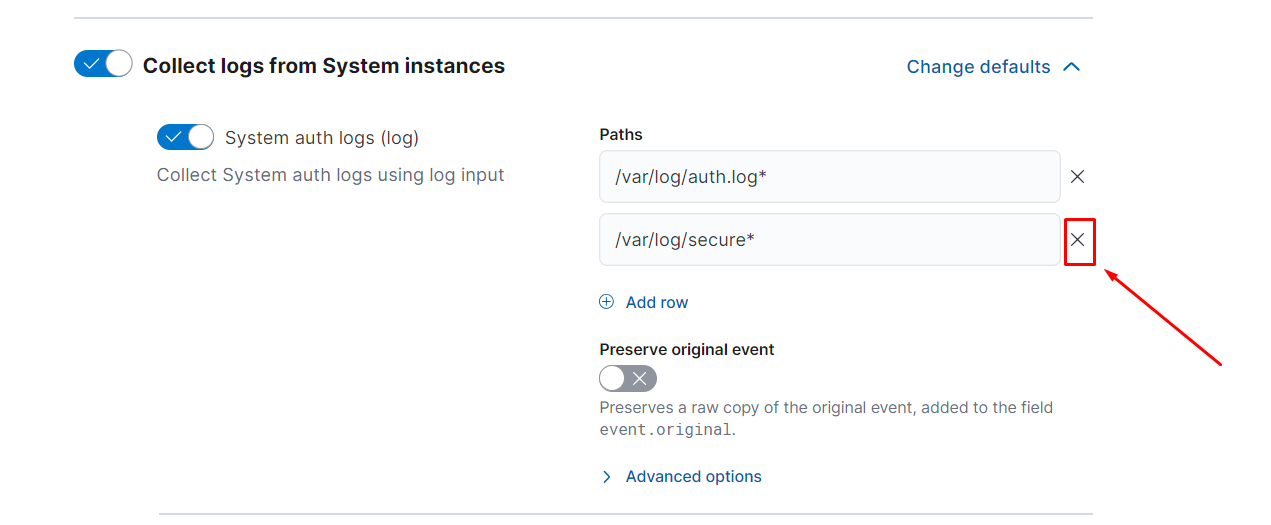 Collect logs from System instances
Change defaults
System auth logs (log)
Collect System auth logs using log input
Paths
/var/log/auth.log*
/var/log/secure*
Add row
Preserve original event
Preserves a raw copy of the original event, added to the field
event.original.
Advanced options